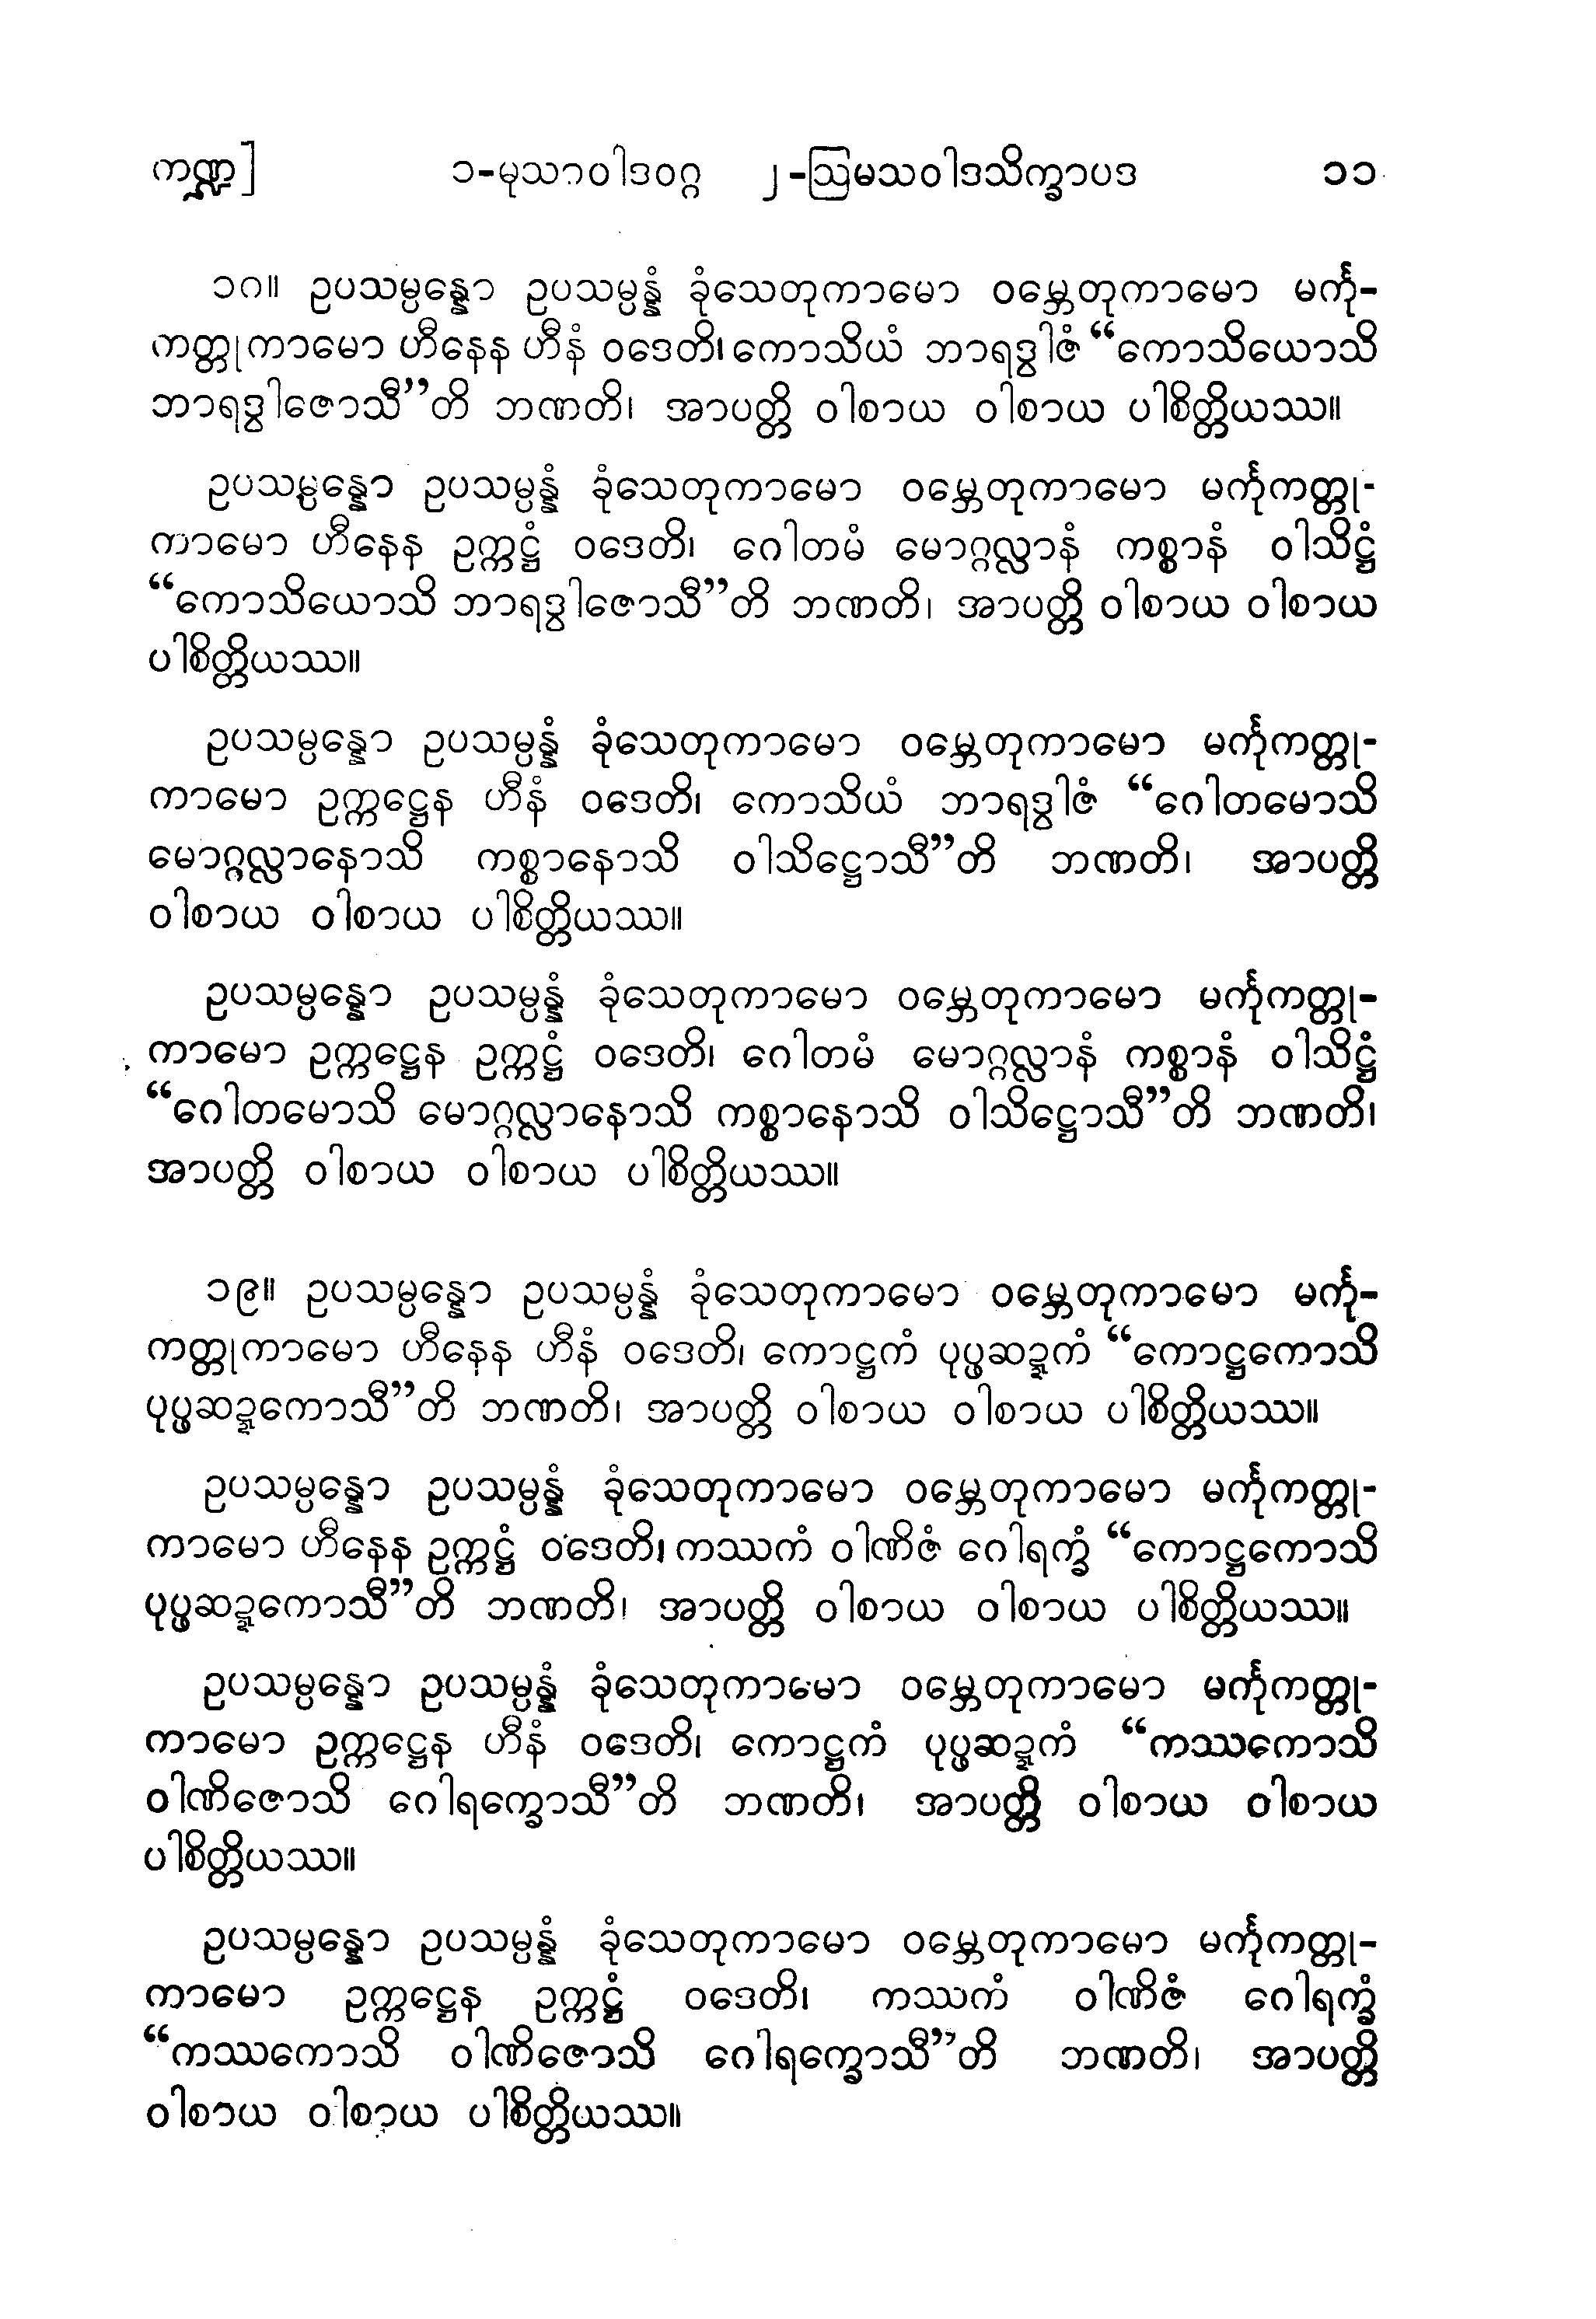 ကဏ္ဍ] ၁-မုသာဝါဒဝဂ္ဂ ၂-ဩမသဝါဒသိက္ခာပဒ ၁၁
၁၈။ ဥပသမ္ပန္နော ဥပသမ္ပန္နံ ခုံသေတုကာမော ဝမ္ဘေတုကာမော မင်္ကု-
ကတ္တုကာမော ဟီနေန ဟီနံ ဝဒေတိ၊ ကောသိယံ ဘာရဒွါဇံ “ကောသိယောသိ
ဘာရဒွါဇောသီ”တိ ဘဏတိ၊ အာပတ္တိ ဝါစာယ ဝါစာယ ပါစိတ္တိယဿ။
ဥပသမ္ပန္နော ဥပသမ္ပန္နံ ခုံသေတုကာမော ဝမ္ဘေတုကာမော မင်္ကုကတ္တု-
ကာမော ဟီနေန ဥက္ကဋ္ဌံ ဝဒေတိ၊ ဂေါတမံ မောဂ္ဂလ္လာနံ ကစ္စာနံ ဝါသိဋ္ဌံ
“ကောသိယောသိ ဘာရဒွါဇောသီ”တိ ဘဏတိ၊ အာပတ္တိ ဝါစာယ ဝါစာယ
ပါစိတ္တိယဿ။
ဥပသမ္ပန္နော ဥပသမ္ပန္နံ ခုံသေတုကာမော ဝမ္ဘေတုကာမော မင်္ကုကတ္တု-
ကာမော ဥက္ကဋ္ဌေန ဟီနံ ဝဒေတိ၊ ကောသိယံ ဘာရဒွါဇံ “ဂေါတမောသိ
မောဂ္ဂလ္လာနောသိ ကစ္စာနောသိ ဝါသိဋ္ဌောသီ”တိ ဘဏတိ၊ အာပတ္တိ
ဝါစာယ ဝါစာယ ပါစိတ္တိယဿ။
ဥပသမ္ပန္နော ဥပသမ္ပန္နံ ခုံသေတုကာမော ဝမ္ဘေတုကာမော မင်္ကုကတ္တု-
ကာမော ဥက္ကဋ္ဌေန ဥက္ကဋ္ဌံ ဝဒေတိ၊ ဂေါတမံ မောဂ္ဂလ္လာနံ ကစ္စာနံ ဝါသိဋ္ဌံ
“ဂေါတမောသိ မောဂ္ဂလ္လာနောသိ ကစ္စာနောသိ ဝါသိဋ္ဌောသီ”တိ ဘဏတိ၊
အာပတ္တိ ဝါစာယ ဝါစာယ ပါစိတ္တိယဿ။
၁၉။ ဥပသမ္ပန္နော ဥပသမ္ပန္နံ ခုံသေတုကာမော ဝမ္ဘေတုကာမော မင်္ကု-
ကတ္တုကာမော ဟီနေန ဟီနံ ဝဒေတိ၊ ကောဋ္ဌကံ ပုပ္ဖဆဍ္ဍကံ “ကောဋ္ဌကောသိ
ပုပ္ဖဆဍ္ဍကောသီ”တိ ဘဏတိ၊ အာပတ္တိ ဝါစာယ ဝါစာယ ပါစိတ္တိယဿ။
ဥပသမ္ပန္နော ဥပသမ္ပန္နံ ခုံသေတုကာမော ဝမ္ဘေတုကာမော မင်္ကုကတ္တု-
ကာမော ဟီနေန ဥက္ကဋ္ဌံ ဝဒေတိ၊ ကဿကံ ဝါဏိဇံ ဂေါရက္ခံ “ကောဋ္ဌကောသိ
ပုပ္ဖဆဍ္ဍကောသီ”တိ ဘဏတိ၊ အာပတ္တိ ဝါစာယ ဝါစာယ ပါစိတ္တိယဿ။
ဥပသမ္ပန္နော ဥပသမ္ပန္နံ ခုံသေတုကာမော ဝမ္ဘေတုကာမော မင်္ကုကတ္တု-
ကာမော ဥက္ကဋ္ဌေန ဟီနံ ဝဒေတိ၊ ကောဋ္ဌကံ ပုပ္ဖဆဍ္ဍကံ “ကဿကောသိ
ဝါဏိဇောသိ ဂေါရက္ခောသီ”တိ ဘဏတိ၊ အာပတ္တိ ဝါစာယ ဝါစာယ
ပါစိတ္တိယဿ။
ဥပသမ္ပန္နော ဥပသမ္ပန္နံ ခုံသေတုကာမော ဝမ္ဘေတုကာမော မင်္ကုကတ္တု-
ကာမော ဥက္ကဋ္ဌေန ဥက္ကဋ္ဌံ ဝဒေတိ၊ ကဿကံ ဝါဏိဇံ ဂေါရက္ခံ
“ကဿကောသိ ဝါဏိဇောသိ ဂေါရက္ခောသီ”တိ ဘဏတိ၊ အာပတ္တိ
ဝါစာယ ဝါစာယ ပါစိတ္တိယဿ။